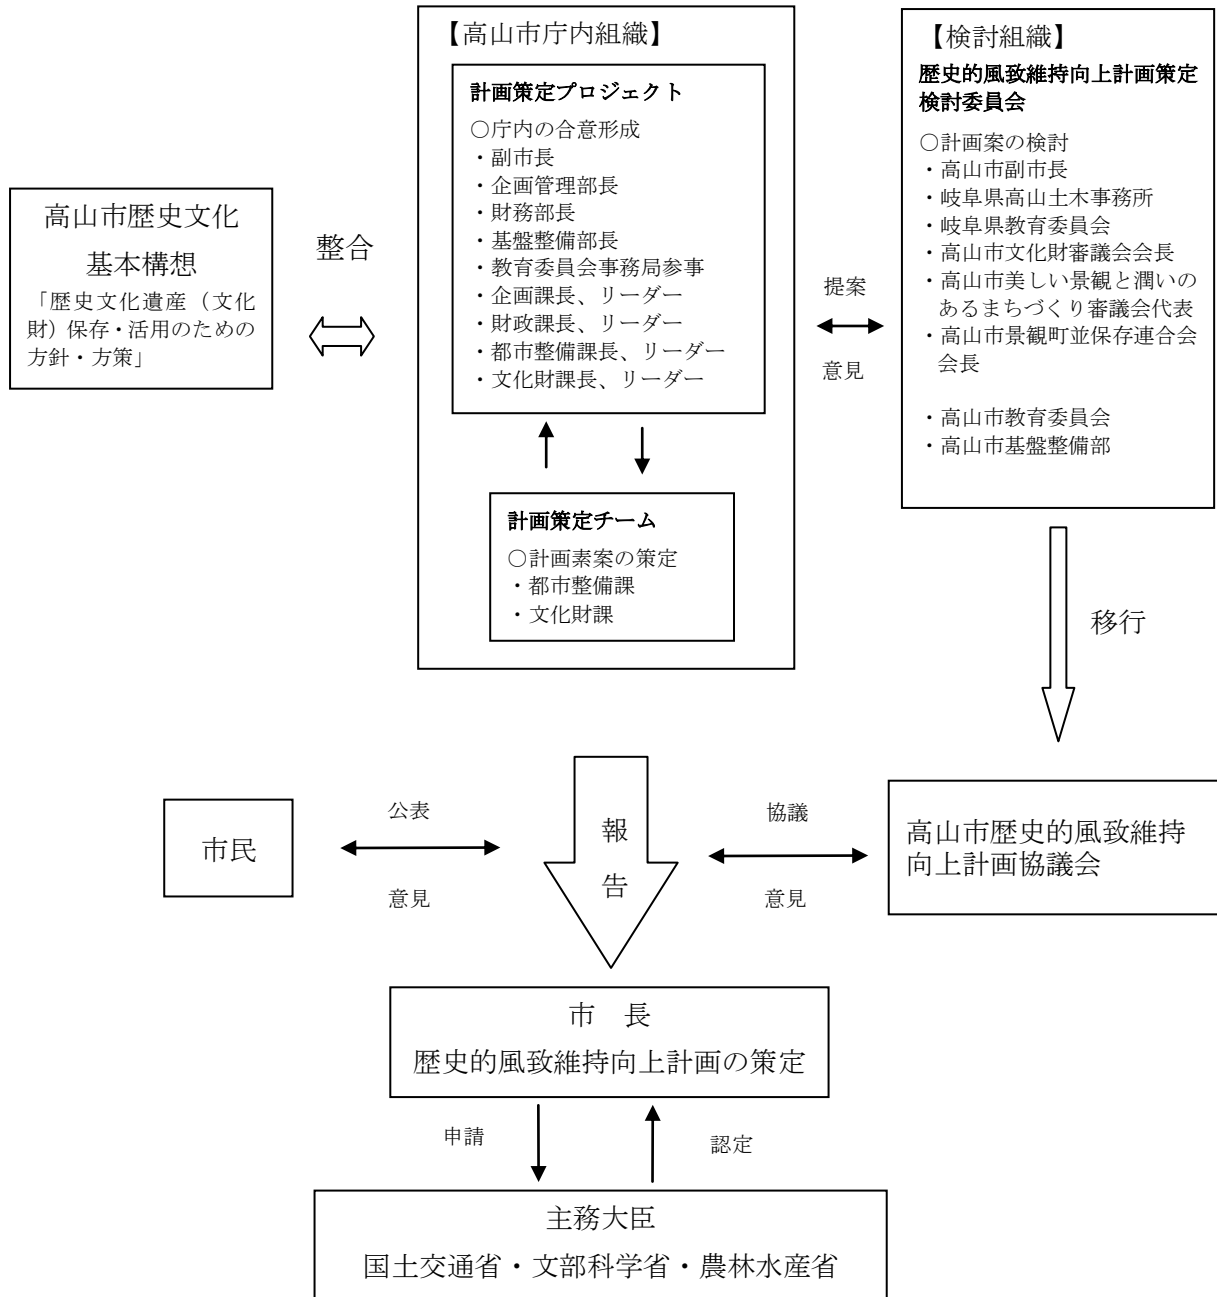 高山市歴史文化
基本構想
「歴史文化遺産（文化
財）保存・活用のための
方針・方策」
整合
【高山市庁内組織】
計画策定プロジェクト
○庁内の合意形成
・副市長
・企画管理部長
・財務部長
・基盤整備部長
・教育委員会事務局参事
・企画課長、リーダー
・財政課長、リーダー
・都市整備課長、リーダー
・文化財課長、リーダー
計画策定チーム
○計画素案の策定
・都市整備課
・文化財課
提案
意見
【検討組織】
歴史的風致維持向上計画策定
検討委員会
○計画案の検討
・高山市副市長
・岐阜県高山土木事務所
・岐阜県教育委員会
・高山市文化財審議会会長
・高山市美しい景観と潤いの
あるまちづくり審議会代表
・高山市景観町並保存連合会
会長
・高山市教育委員会
・高山市基盤整備部
移行
市民
公表
意見
報
告
協議
意見
高山市歴史的風致維持
向上計画協議会
市　長
歴史的風致維持向上計画の策定
申請
認定
主務大臣
国土交通省・文部科学省・農林水産省